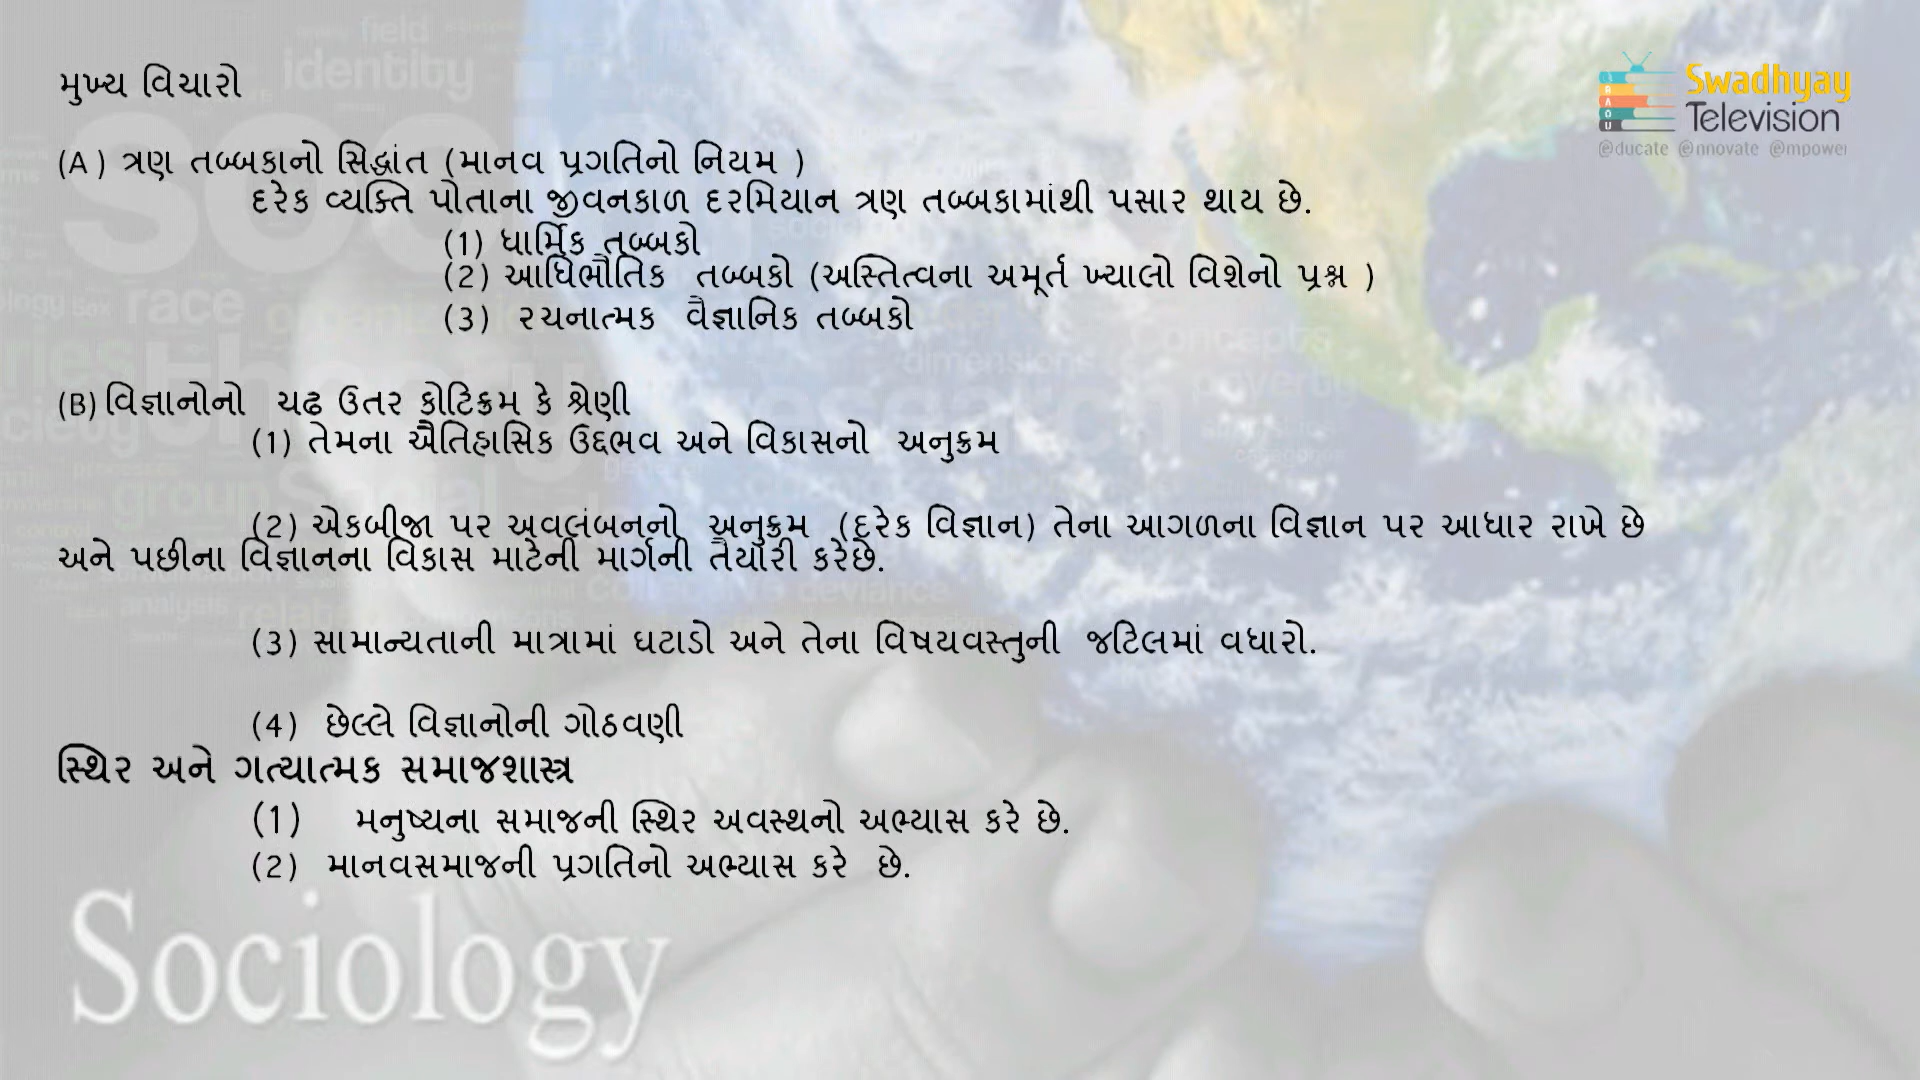 મુખ્ય વિચારો
Swadhyay
Television
@ducate @nnovate @mpower
(A ) ત્રણ તબ્બકાનો સિદ્ધાંત (માનવ પ્રગતિનો નિયમ )
દરેક વ્યક્તિ પોતાના જીવનકાળ દરમિયાન ત્રણ તબ્બકામાંથી પસાર થાય છે.
(1) ધાર્મિક તબ્બકો
(2) આધિભૌતિક તબ્બકો (અસ્તિત્વના અમૂર્ત ખ્યાલો વિશેનો પ્રશ્ન )
(3) રચનાત્મક વૈજ્ઞાનિક તબ્બકો
(B) વિજ્ઞાનોનો ચઢ ઉતર કોટિક્રમ કે શ્રેણી
(1) તેમના ઐતિહાસિક ઉદ્દભવ અને વિકાસનો અનુક્રમ
(2) એકબીજા પર અવલંબનનો અનુક્રમ (દરેક વિજ્ઞાન) તેના આગળના વિજ્ઞાન પર આધાર રાખે છે
અને પછીના વિજ્ઞાનના વિકાસ માટેની માર્ગની તૈયારી કરેછે.
(3) સામાન્યતાની માત્રામાં ઘટાડો અને તેના વિષયવસ્તુની જટિલમાં વધારો.
(4) છેલ્લે વિજ્ઞાનોની ગોઠવણી
સ્થિર અને ગત્યાત્મક સમાજશાસ્ત્ર
(1) મનુષ્યના સમાજની સ્થિર અવસ્થનો અભ્યાસ કરે છે.
(2) માનવસમાજની પ્રગતિનો અભ્યાસ કરે છે.
Sociology